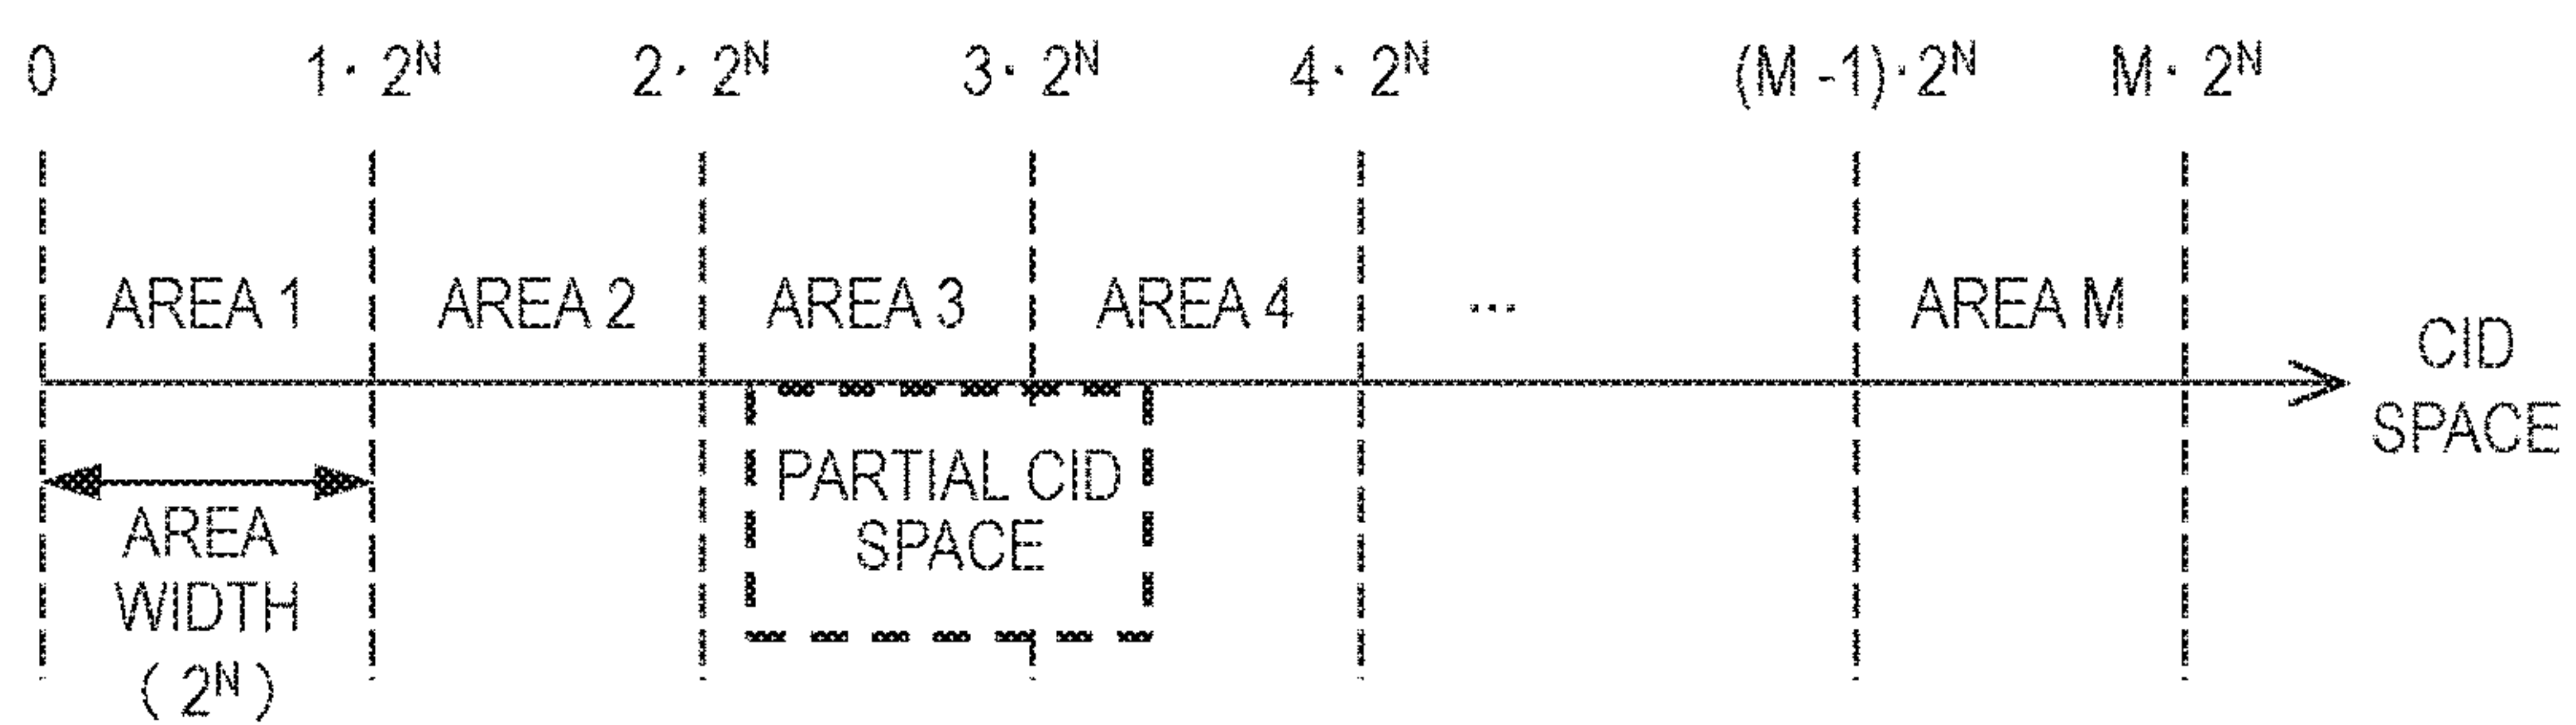 0 1 · 2ᴺ 2 · 2ᴺ 3 · 2ᴺ 4 · 2ᴺ (M -1) · 2ᴺ M · 2ᴺ
AREA 1 AREA 2 AREA 3 AREA 4 ... AREA M
CID
SPACE
PARTIAL CID
SPACE
AREA
WIDTH
( 2ᴺ )